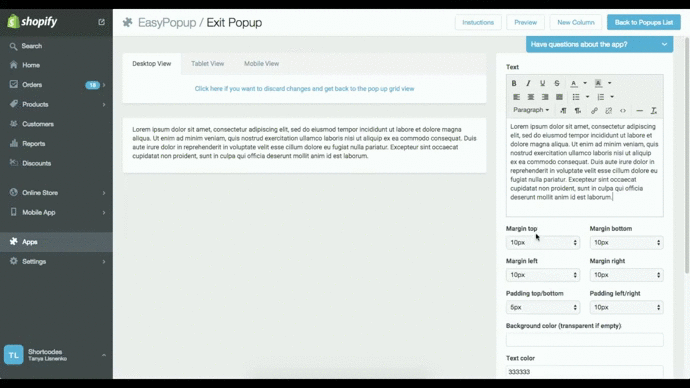 shopify
EasyPopup / Exit Popup
Instuctions
Preview
New Column
Back to Popups List
Have questions about the app?
Search
Home
Orders
18
Products
Customers
Reports
Discounts
Online Store
Mobile App
Apps
Settings
TL
Shortcodes
Tanya Lisnenko
Desktop View
Tablet View
Mobile View
Click here if you want to discard changes and get back to the pop up grid view
Lorem ipsum dolor sit amet, consectetur adipiscing elit, sed do eiusmod tempor incididunt ut labore et dolore magna
aliqua. Ut enim ad minim veniam, quis nostrud exercitation ullamco laboris nisi ut aliquip ex ea commodo consequat. Duis
aute irure dolor in reprehenderit in voluptate velit esse cillum dolore eu fugiat nulla pariatur. Excepteur sint occaecat
cupidatat non proident, sunt in culpa qui officia deserunt mollit anim id est laborum.
Text
B I U S A A
Paragraph
Lorem ipsum dolor sit amet, consectetur adipiscing
elit, sed do eiusmod tempor incididunt ut labore et
dolore magna aliqua. Ut enim ad minim veniam, quis
nostrud exercitation ullamco laboris nisi ut aliquip
ex ea commodo consequat. Duis aute irure dolor in
reprehenderit in voluptate velit esse cillum dolore eu
fugiat nulla pariatur. Excepteur sint occaecat
cupidatat non proident, sunt in culpa qui officia
deserunt mollit anim id est laborum.
Margin top
10px
Margin bottom
10px
Margin left
10px
Margin right
10px
Padding top/bottom
5px
Padding left/right
10px
Background color (transparent if empty)
Text color
333333